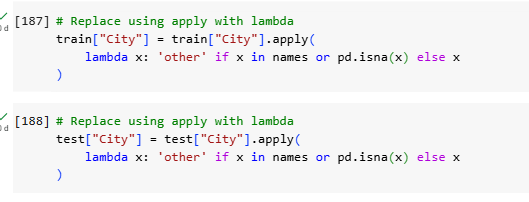 [187] # Replace using apply with lambda
train["City"] = train["City"].apply(
lambda x: 'other' if x in names or pd.isna(x) else x
)
[188] # Replace using apply with lambda
test["City"] = test["City"].apply(
lambda x: 'other' if x in names or pd.isna(x) else x
)